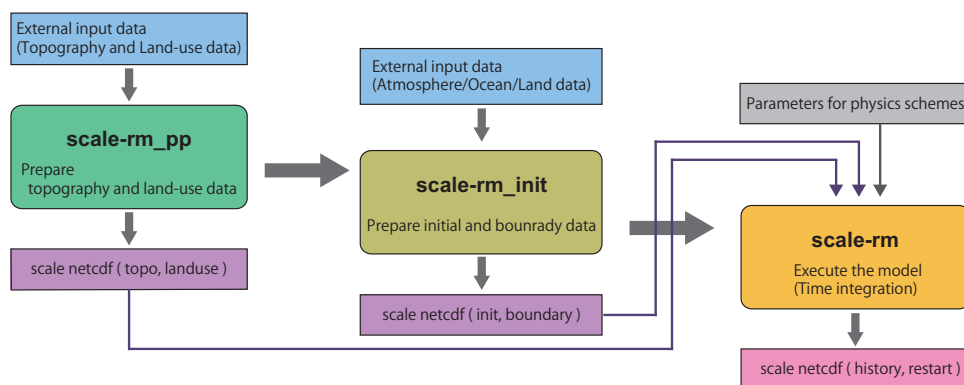 External input data
(Topography and Land-use data)
scale-rm_pp
Prepare
topography and land-use data
scale netcdf ( topo, landuse )
External input data
(Atmosphere/Ocean/Land data)
scale-rm_init
Prepare initial and bounrady data
scale netcdf ( init, boundary )
Parameters for physics schemes
scale-rm
Execute the model
(Time integration)
scale netcdf ( history, restart )